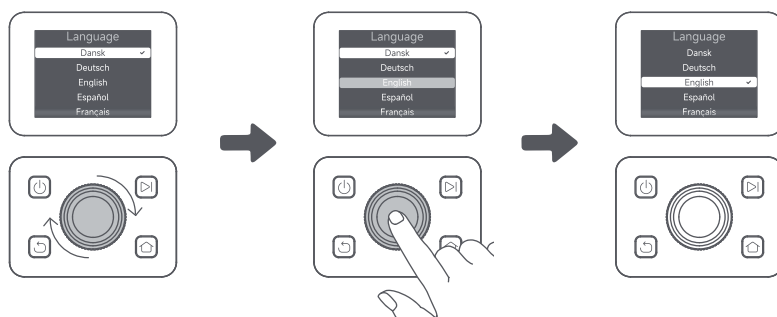 Language
Dansk
Deutsch
English
Español
Français
Language
Dansk
Deutsch
English
Español
Français
Language
Dansk
Deutsch
English
Español
Français